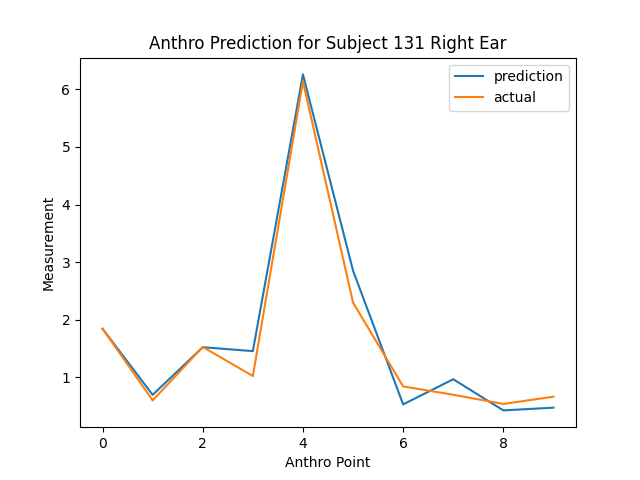 Anthro Prediction for Subject 131 Right Ear
prediction
actual
Measurement
6
5
4
3
2
1
0 2 4 6 8
Anthro Point